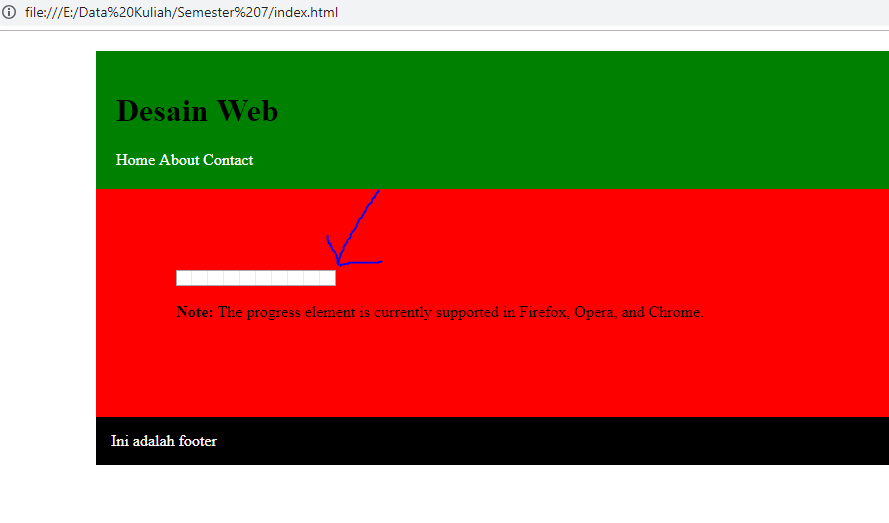 file:///E:/Data%20Kuliah/Semester%207/index.html
Desain Web
Home About Contact
Note: The progress element is currently supported in Firefox, Opera, and Chrome.
Ini adalah footer